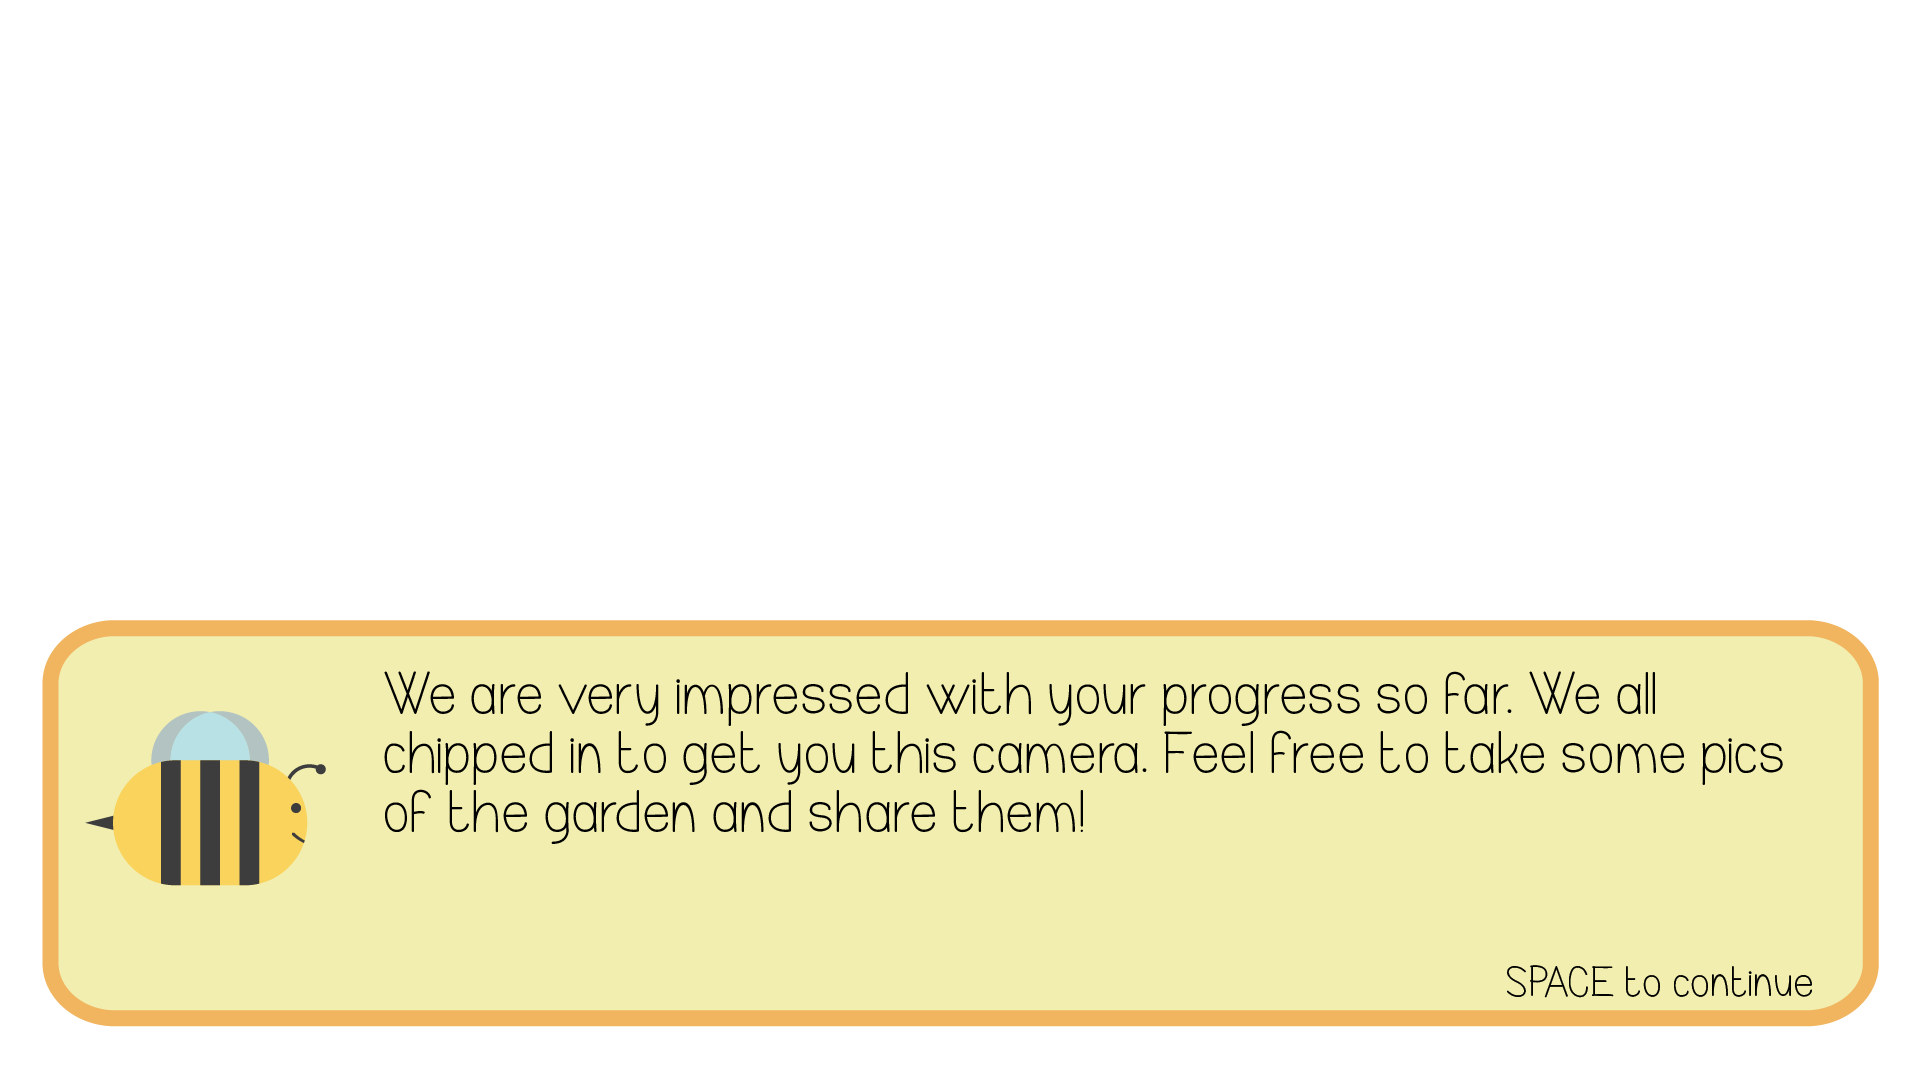 We are very impressed with your progress so far. We all
chipped in to get you this camera. Feel free to take some pics
of the garden and share them!
SPACE to continue